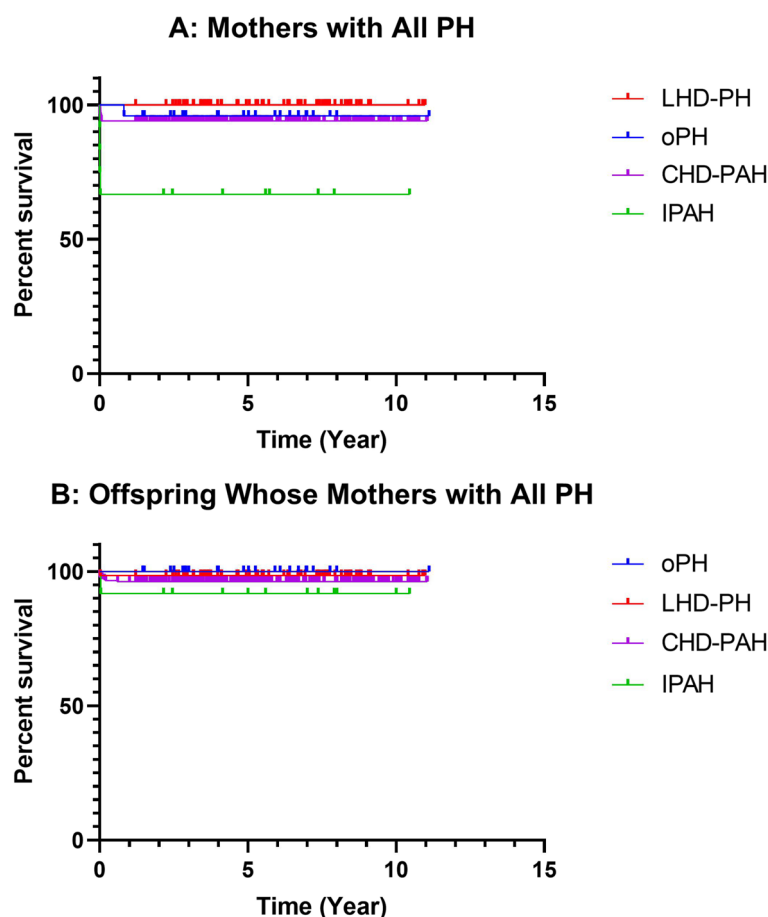 A: Mothers with All PH
100
50
0
Percent survival
0 5 10 15
Time (Year)
LHD-PH
oPH
CHD-PAH
IPAH
B: Offspring Whose Mothers with All PH
100
50
0
Percent survival
0 5 10 15
Time (Year)
oPH
LHD-PH
CHD-PAH
IPAH